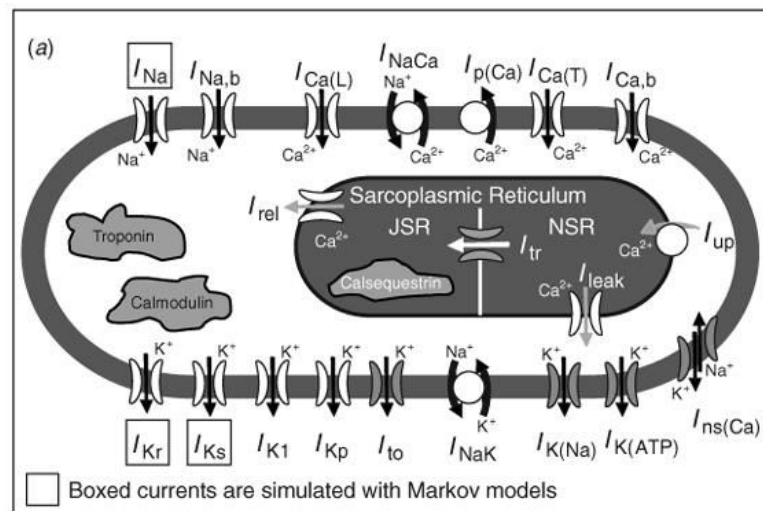 (a)
I_Na I_Na,b I_Ca(L) I_NaCa I_p(Ca) I_Ca(T) I_Ca,b
Na⁺
Na⁺ Na⁺ Ca²⁺ Ca²⁺ Ca²⁺ Ca²⁺ Ca²⁺
Sarcoplasmic Reticulum
I_rel
JSR NSR
Ca²⁺ I_tr Ca²⁺ I_up
Troponin
Calsequestrin Ca²⁺ I_leak
Calmodulin
K⁺ K⁺ K⁺ K⁺ K⁺ Na⁺ K⁺ K⁺ Na⁺
K⁺ K⁺
I_Kr I_Ks I_K1 I_Kp I_to I_NaK I_K(Na) I_K(ATP) I_ns(Ca)
Boxed currents are simulated with Markov models